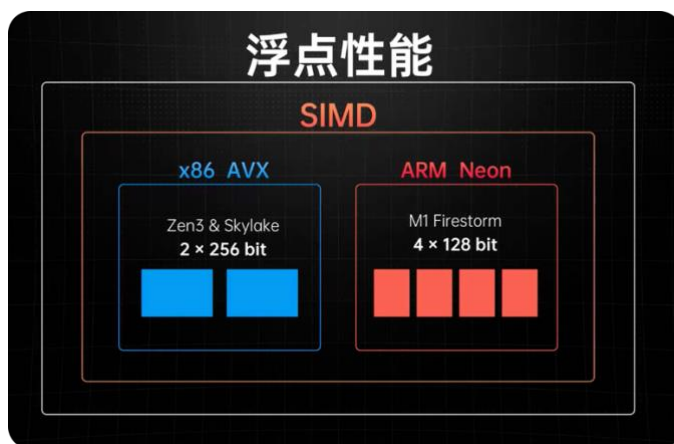 浮点性能
SIMD
x86 AVX
Zen3 & Skylake
2 × 256 bit
ARM Neon
M1 Firestorm
4 × 128 bit